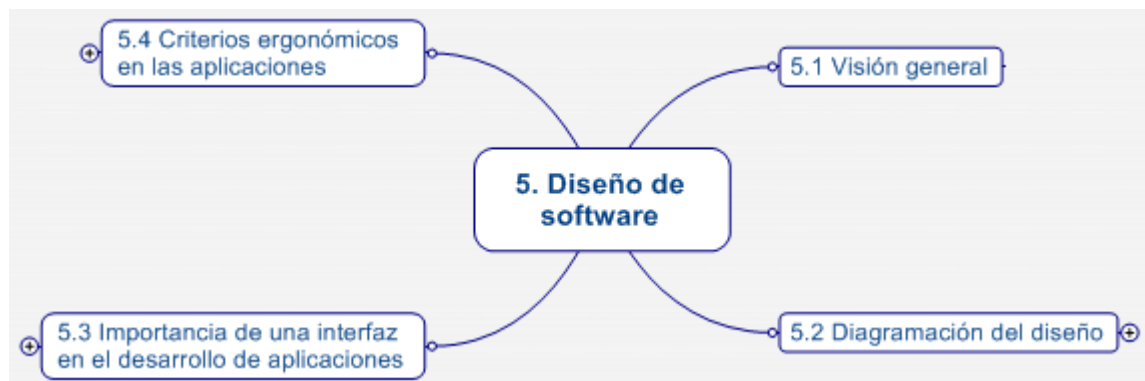 5.4 Criterios ergonómicos
en las aplicaciones
5.1 Visión general
5. Diseño de
software
5.3 Importancia de una interfaz
en el desarrollo de aplicaciones
5.2 Diagramación del diseño